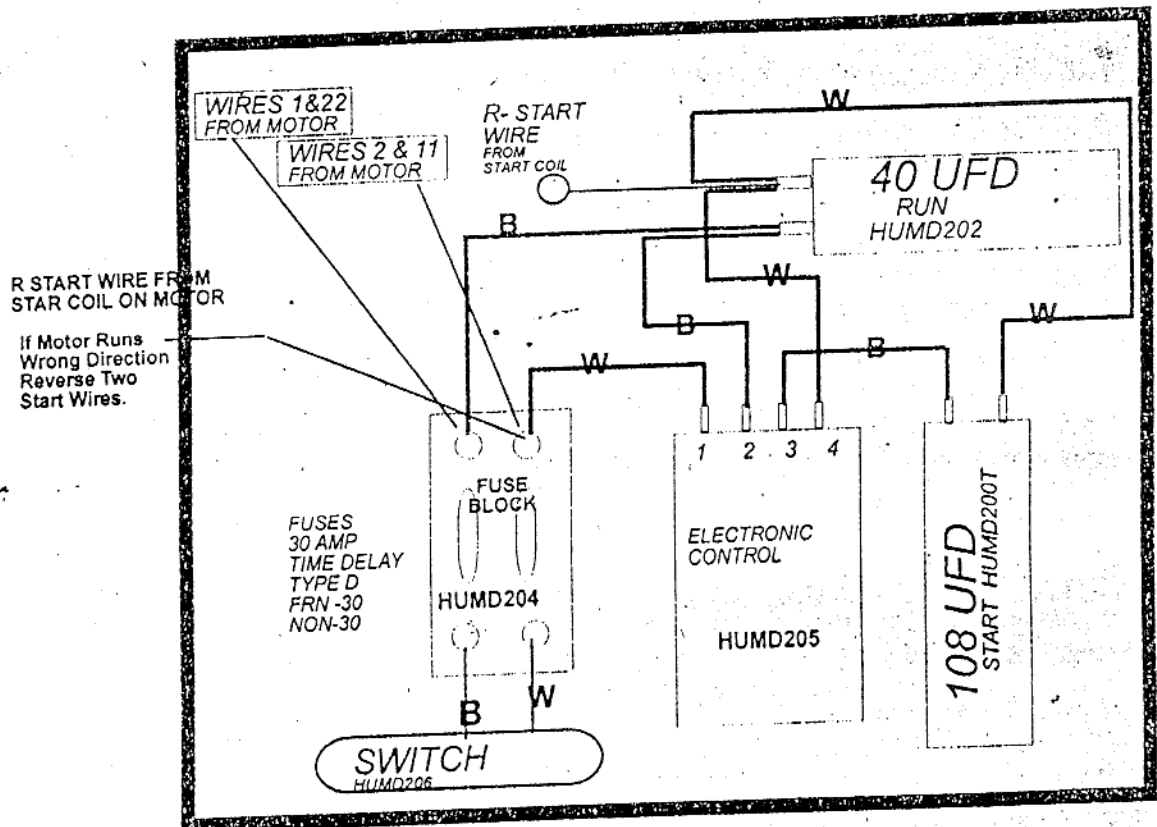 WIRES 1&22
FROM MOTOR
WIRES 2 & 11
FROM MOTOR
R- START
WIRE
FROM
START COIL
W
40 UFD
RUN
HUMD202
B
R START WIRE FROM
STAR COIL ON MOTOR
If Motor Runs
Wrong Direction
Reverse Two
Start Wires.
W
B
W
B
W
1 2 3 4
FUSE
BLOCK
FUSES
30 AMP
TIME DELAY
TYPE D
FRN -30
NON-30
HUMD204
ELECTRONIC
CONTROL
HUMD205
108 UFD
START HUMD200T
B
W
SWITCH
HUMD206